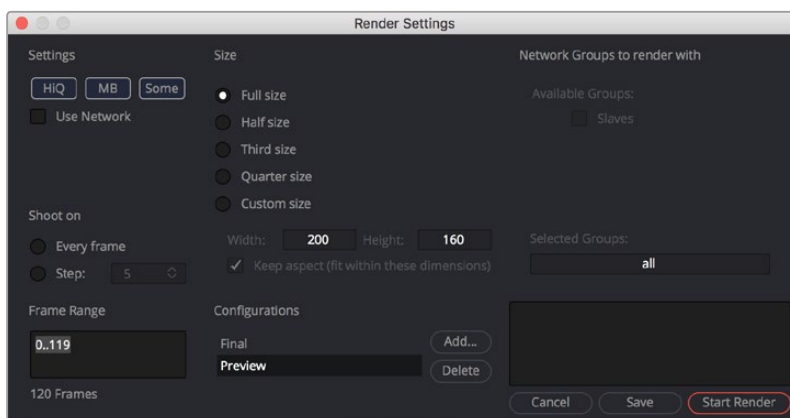 Render Settings
Settings
HiQ
MB
Some
Use Network
Size
Full size
Half size
Third size
Quarter size
Custom size
Width:
200
Height:
160
Keep aspect (fit within these dimensions)
Network Groups to render with
Available Groups:
Slaves
Selected Groups:
all
Shoot on
Every frame
Step:
5
Frame Range
0..119
120 Frames
Configurations
Final
Preview
Add...
Delete
Cancel
Save
Start Render